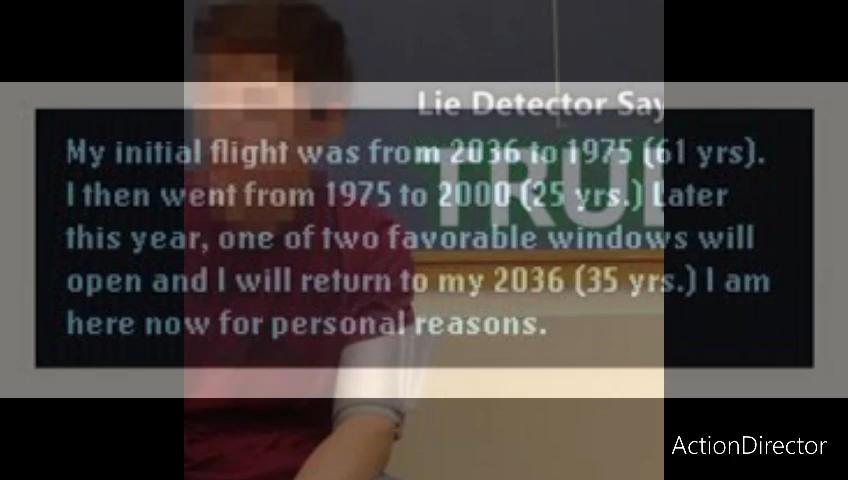 Lie Detector Say
TRUE
My initial flight was from 2036 to 1975 (61 yrs).
I then went from 1975 to 2000 (25 yrs.) Later
this year, one of two favorable windows will
open and I will return to my 2036 (35 yrs.) I am
here now for personal reasons.
ActionDirector